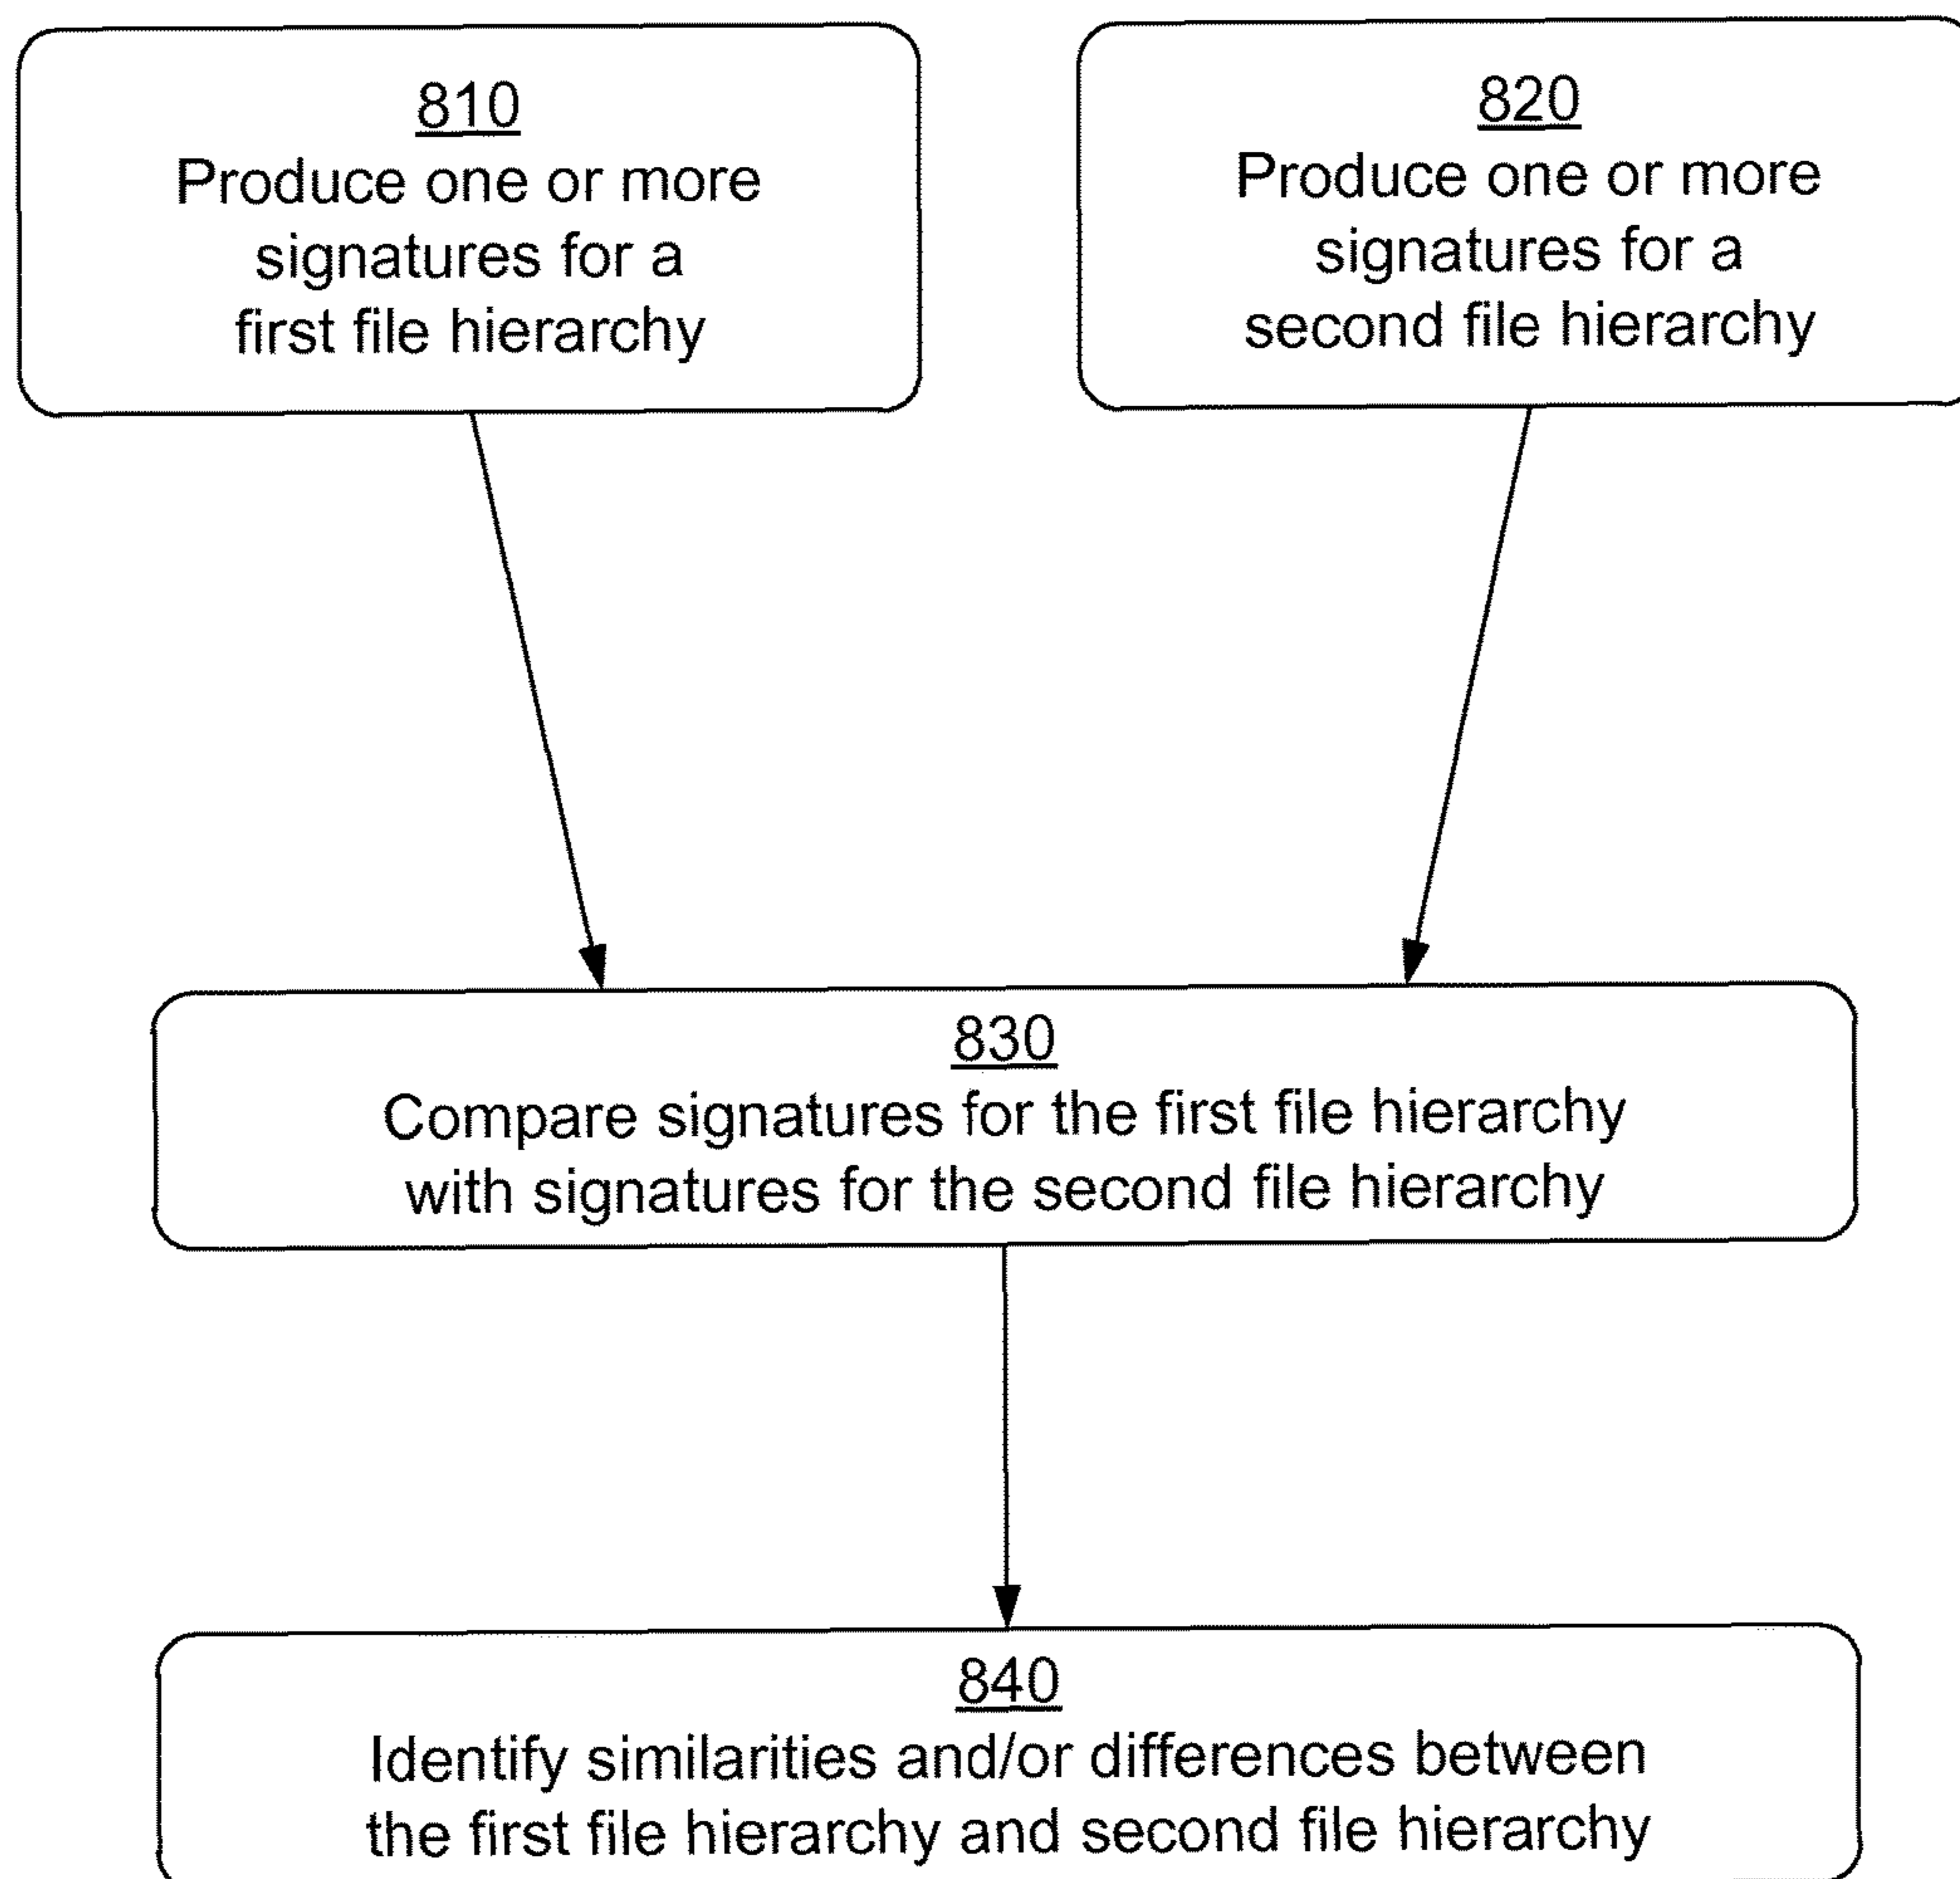 810
Produce one or more
signatures for a
first file hierarchy
820
Produce one or more
signatures for a
second file hierarchy
830
Compare signatures for the first file hierarchy
with signatures for the second file hierarchy
840
Identify similarities and/or differences between
the first file hierarchy and second file hierarchy